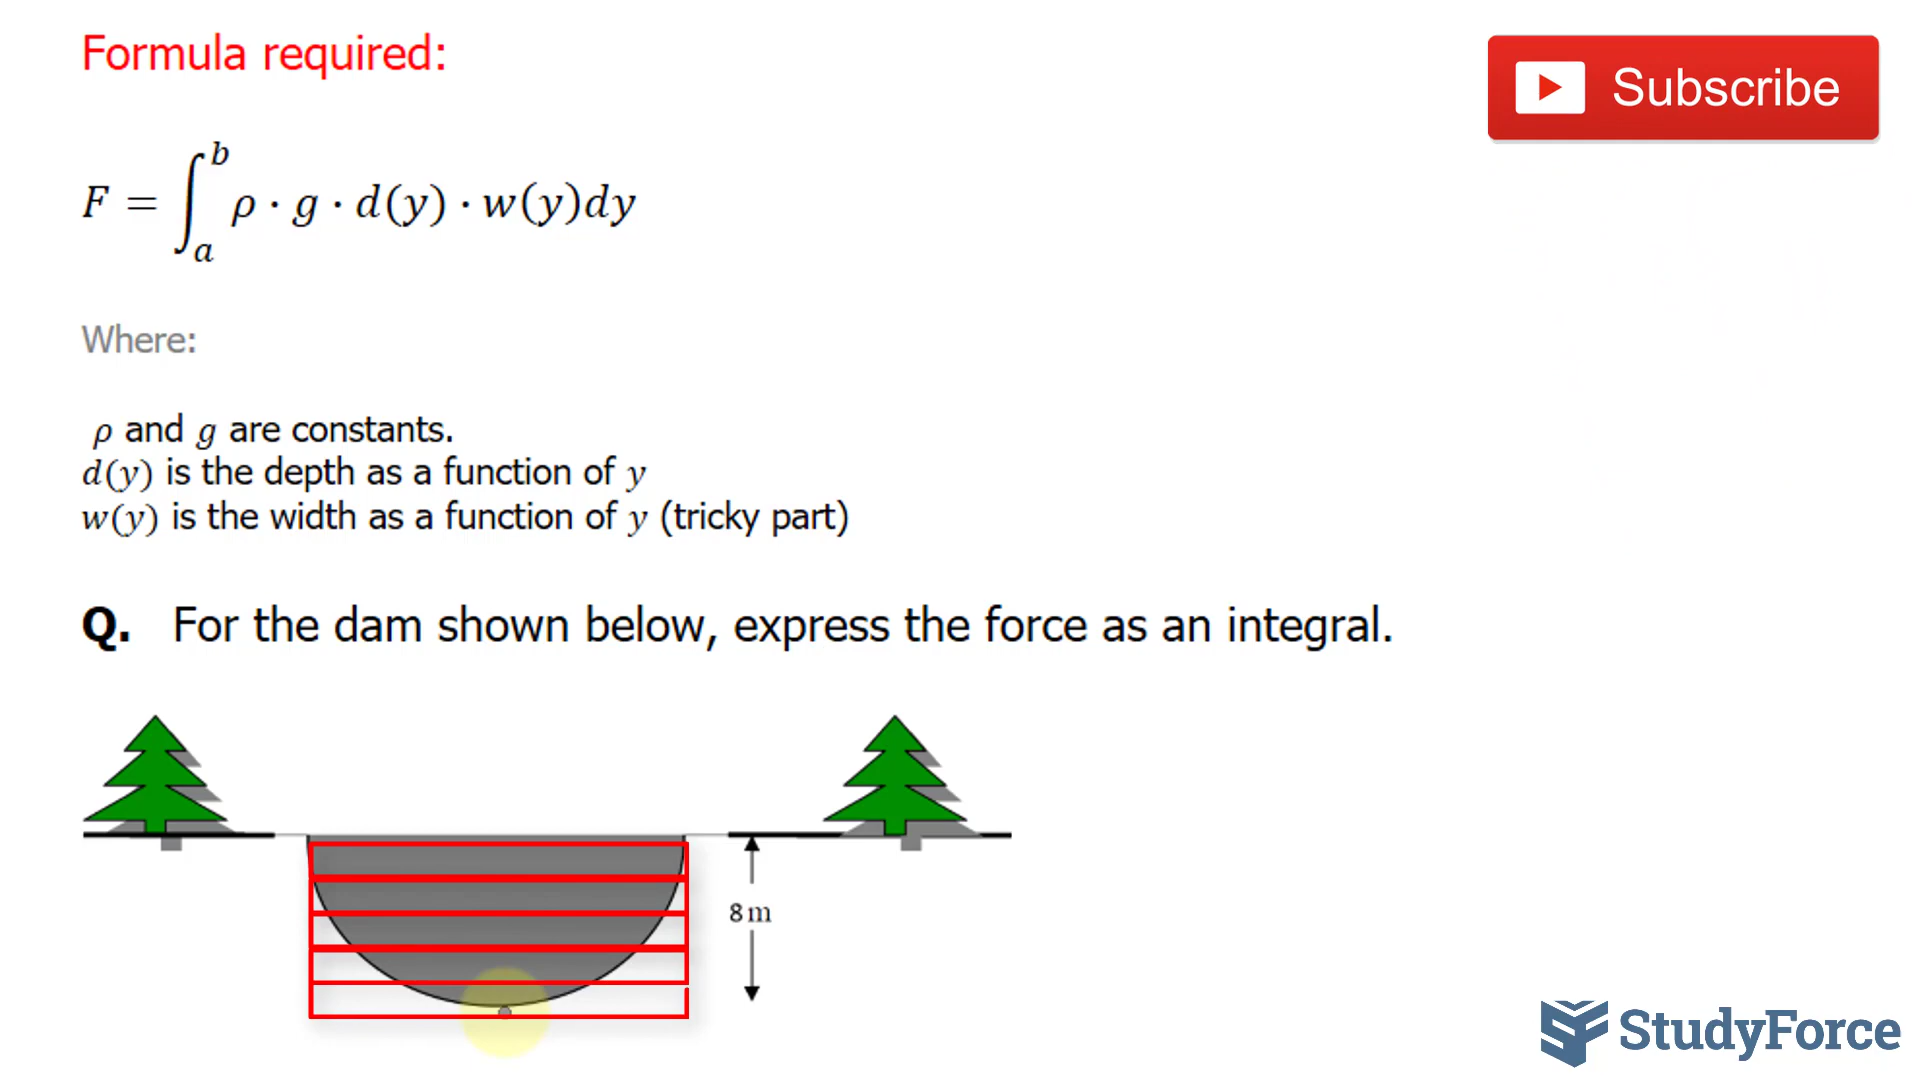 Formula required:
Subscribe
F = ∫_a^b ρ · g · d(y) · w(y)dy
Where:
ρ and g are constants.
d(y) is the depth as a function of y
w(y) is the width as a function of y (tricky part)
Q. For the dam shown below, express the force as an integral.
8 m
StudyForce